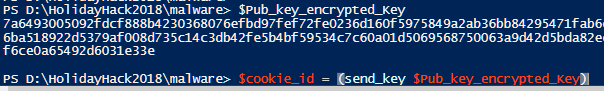 PS D:\HolidayHack2018\malware> $Pub_key_encrypted_Key
7a6493005092fdcf888b4230368076efbd97fef72fe0236d160f5975849a2ab36bb84295471fab6
6ba518922d5379af008d735c14c3db42fe5b4bf59534c7c60a01d5069568750063a9d42d5bda82e
f6ce0a65492d6031e33e
PS D:\HolidayHack2018\malware> $cookie_id = (send_key $Pub_key_encrypted_Key)